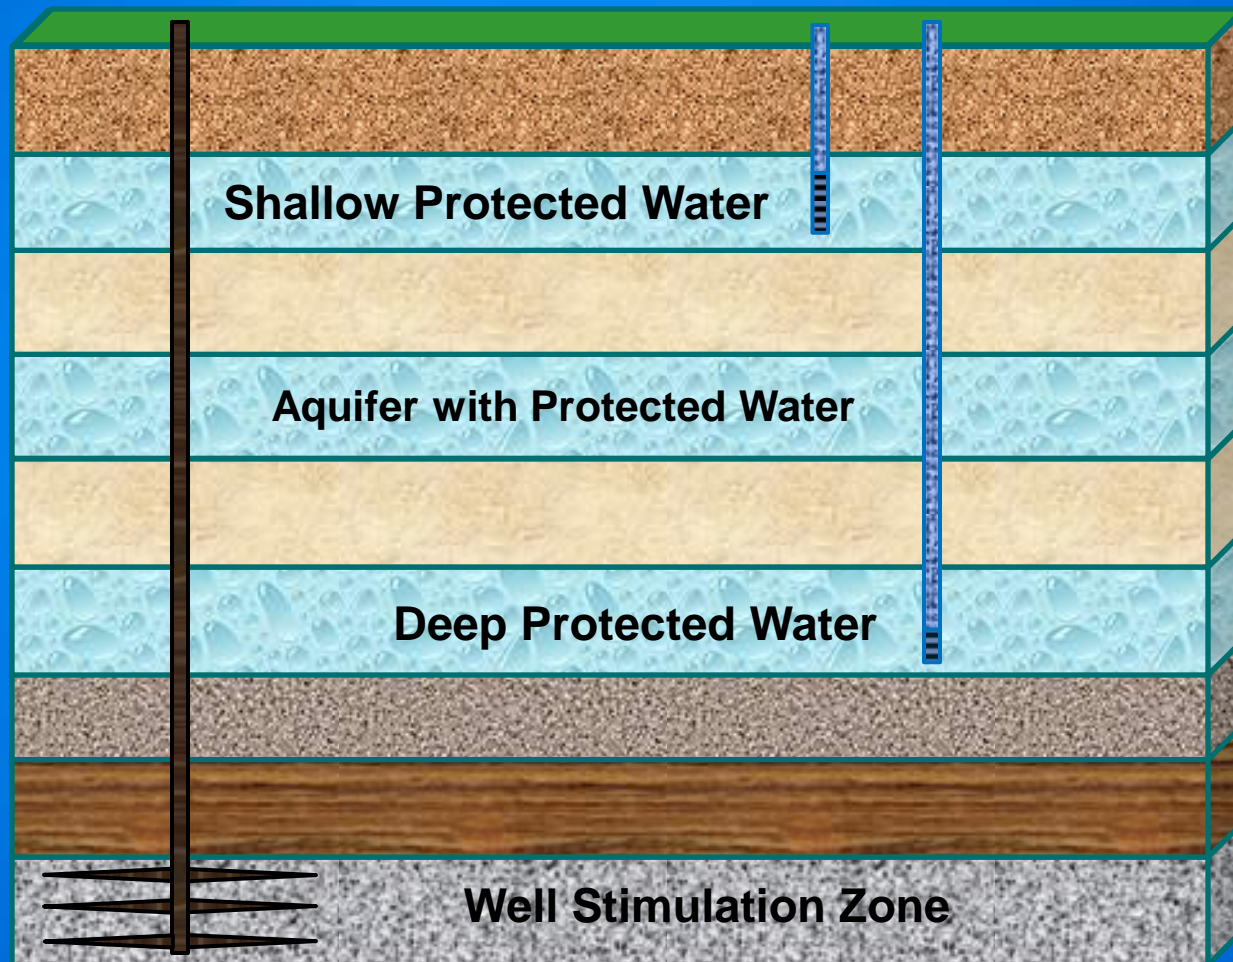 Shallow Protected Water
Aquifer with Protected Water
Deep Protected Water
Well Stimulation Zone